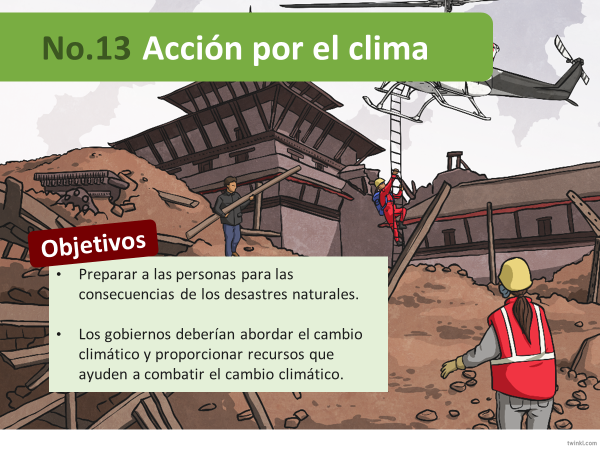 No.13 Acción por el clima
Objetivos
• Preparar a las personas para las
consecuencias de los desastres naturales.
• Los gobiernos deberían abordar el cambio
climático y proporcionar recursos que
ayuden a combatir el cambio climático.
twinkl.com